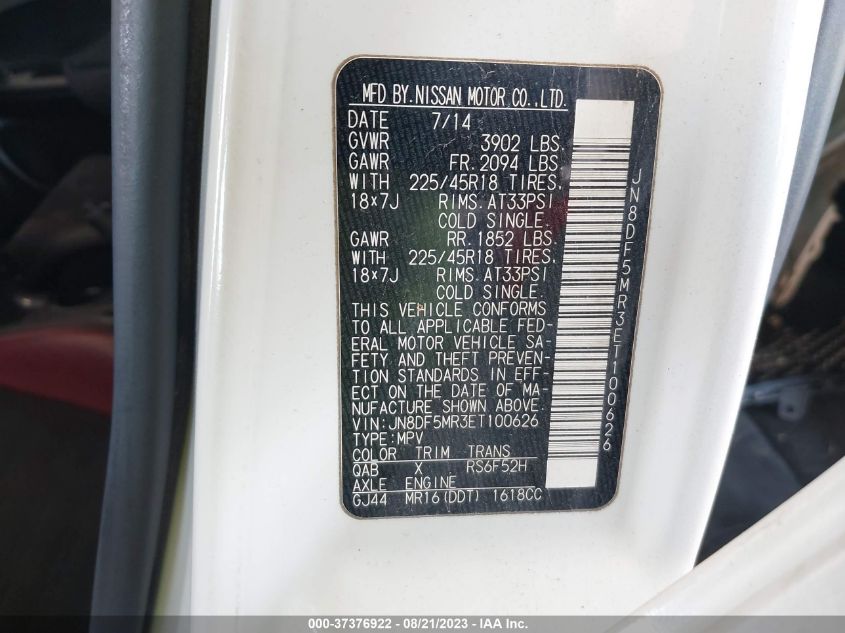 MFD BY.NISSAN MOTOR CO.,LTD.
DATE 7/14
GVWR 3902 LBS.
GAWR FR. 2094 LBS.
WITH 225/45R18 TIRES.
18×7J RIMS. AT33PSI
COLD SINGLE.
GAWR RR. 1852 LBS.
WITH 225/45R18 TIRES.
18×7J RIMS. AT33PSI
COLD SINGLE.
THIS VEHICLE CONFORMS
TO ALL APPLICABLE FED-
ERAL MOTOR VEHICLE SA-
FETY AND THEFT PREVEN-
TION STANDARDS IN EFF-
ECT ON THE DATE OF MA-
NUFACTURE SHOWN ABOVE.
VIN:JN8DF5MR3ET100626
TYPE:MPV
COLOR TRIM TRANS
QAB X RS6F52H
AXLE ENGINE
GJ44 MR16(DDT) 1618CC
JN8DF5MR3ET100626
000-37376922 - 08/21/2023 - IAA Inc.